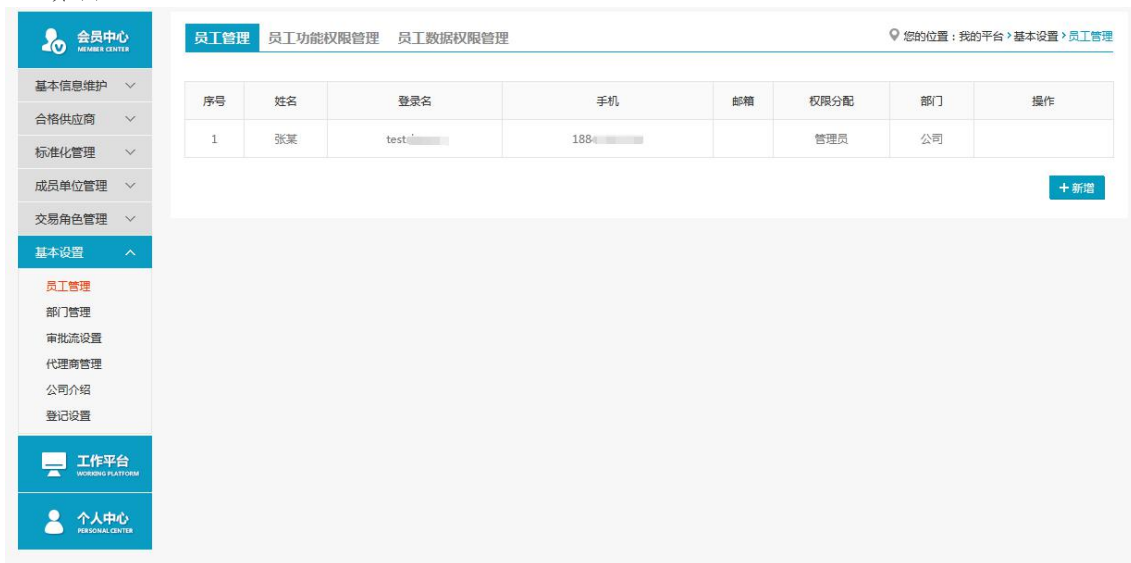 会员中心
MEMBER CENTER
员工管理 员工功能权限管理 员工数据权限管理
您的位置：我的平台>基本设置>员工管理
基本信息维护
合格供应商
标准化管理
成员单位管理
交易角色管理
基本设置
员工管理
部门管理
审批流设置
代理商管理
公司介绍
登记设置
工作平台
WORKING PLATFORM
个人中心
PERSONAL CENTER
序号 姓名 登录名 手机 邮箱 权限分配 部门 操作
1 张某 test 188 管理员 公司
+新增